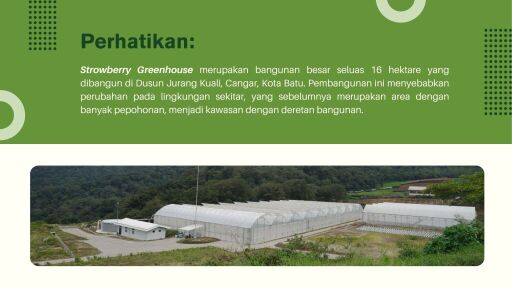 Perhatikan:
Strowberry Greenhouse merupakan bangunan besar seluas 16 hektare yang
dibangun di Dusun Jurang Kuali, Cangar, Kota Batu. Pembangunan ini menyebabkan
perubahan pada lingkungan sekitar, yang sebelumnya merupakan area dengan
banyak pepohonan, menjadi kawasan dengan deretan bangunan.